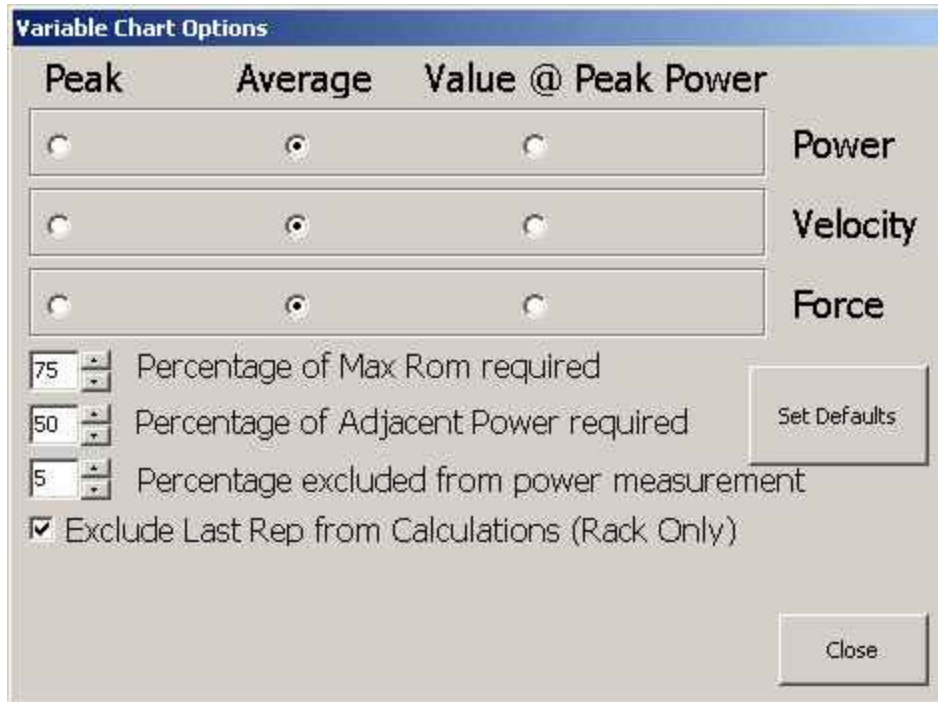 Variable Chart Options
Peak Average Value @ Peak Power
Power
Velocity
Force
75 Percentage of Max Rom required
50 Percentage of Adjacent Power required
Set Defaults
5 Percentage excluded from power measurement
Exclude Last Rep from Calculations (Rack Only)
Close